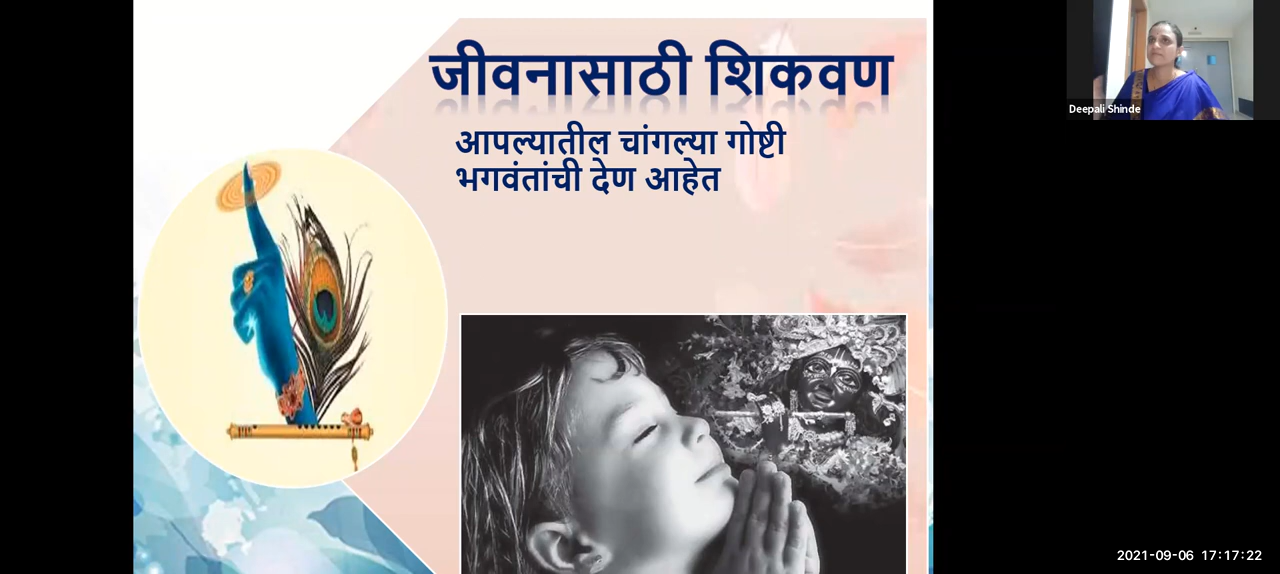 जीवनासाठी शिकवण
आपल्यातील चांगल्या गोष्टी
भगवंतांची देण आहेत
Deepali Shinde
2021-09-06 17:17:22